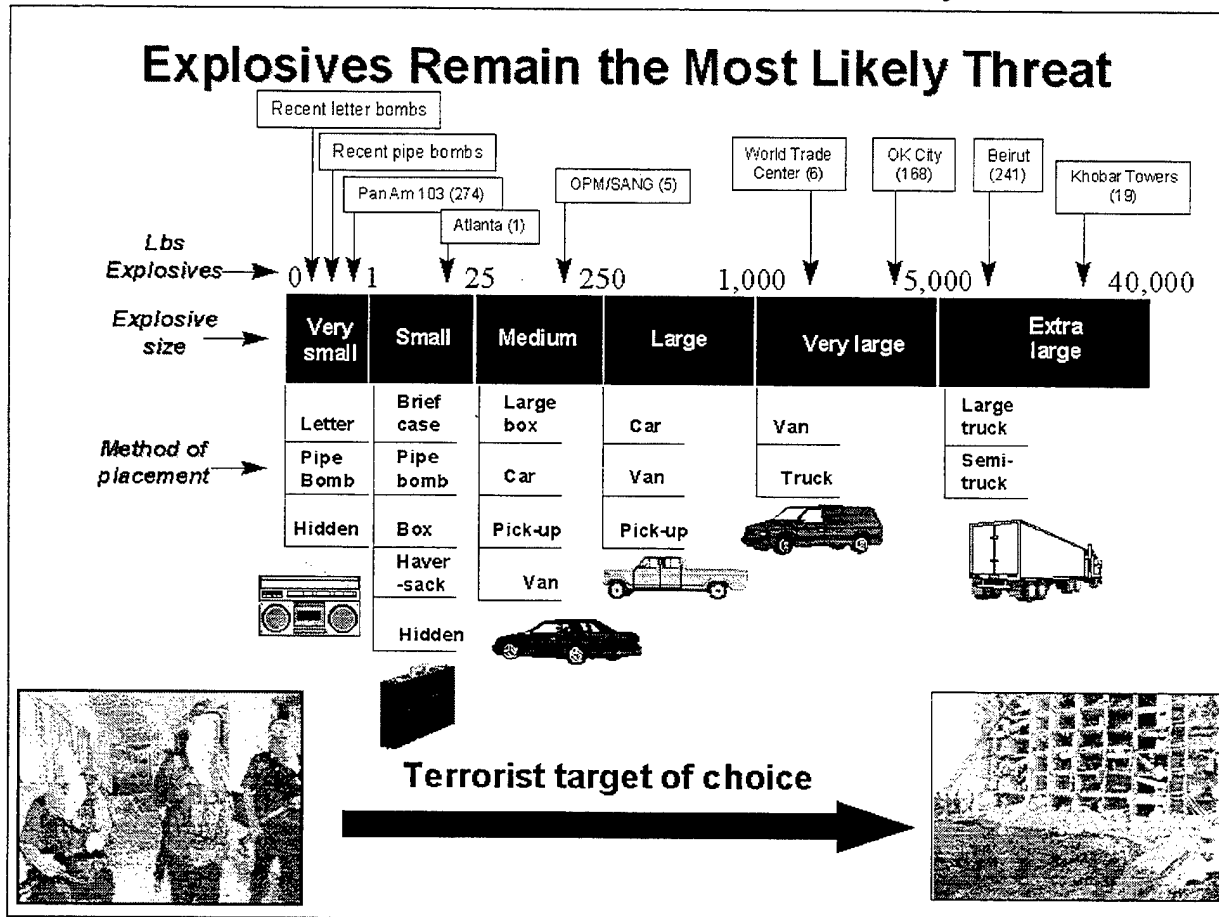 Explosives Remain the Most Likely Threat
Recent letter bombs
Recent pipe bombs
Pan Am 103 (274)
Atlanta (1)
OPM/SANG (5)
World Trade
Center (6)
OK City
(168)
Beirut
(241)
Khobar Towers
(19)
Lbs
Explosives
0 1 25 250 1,000 5,000 40,000
Explosive
size
Very
small
Small
Medium
Large
Very large
Extra
large
Method of
placement
Letter
Pipe
Bomb
Hidden
Brief
case
Pipe
bomb
Box
Haver
-sack
Hidden
Large
box
Car
Pick-up
Van
Car
Van
Pick-up
Van
Truck
Large
truck
Semi-
truck
Terrorist target of choice